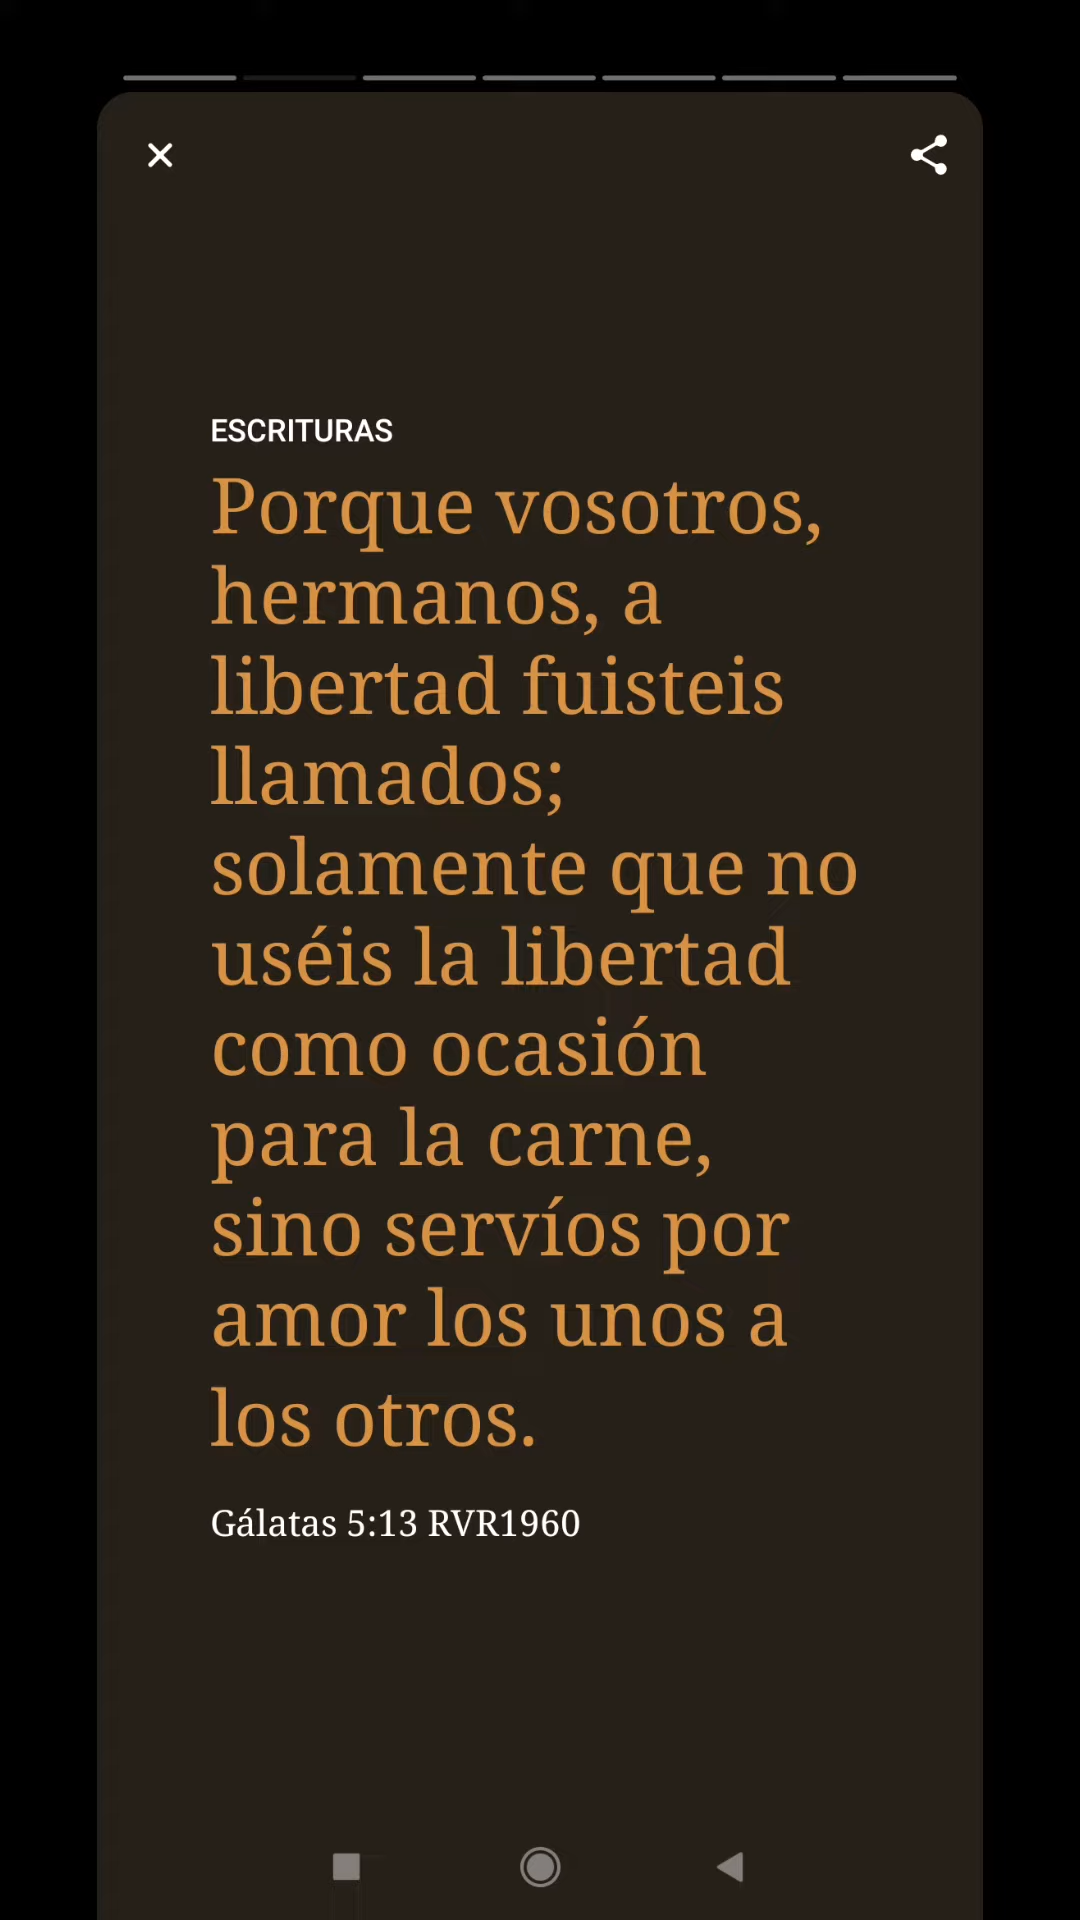 ESCRITURAS
Porque vosotros,
hermanos, a
libertad fuisteis
llamados;
solamente que no
uséis la libertad
como ocasión
para la carne,
sino servíos por
amor los unos a
los otros.
Gálatas 5:13 RVR1960